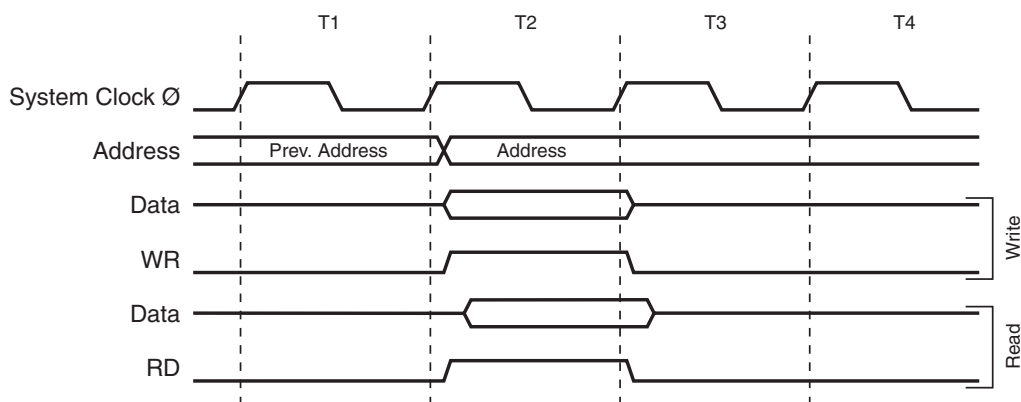 T1 T2 T3 T4
System Clock Ø
Address Prev. Address Address
Data
WR
Write
Data
RD
Read